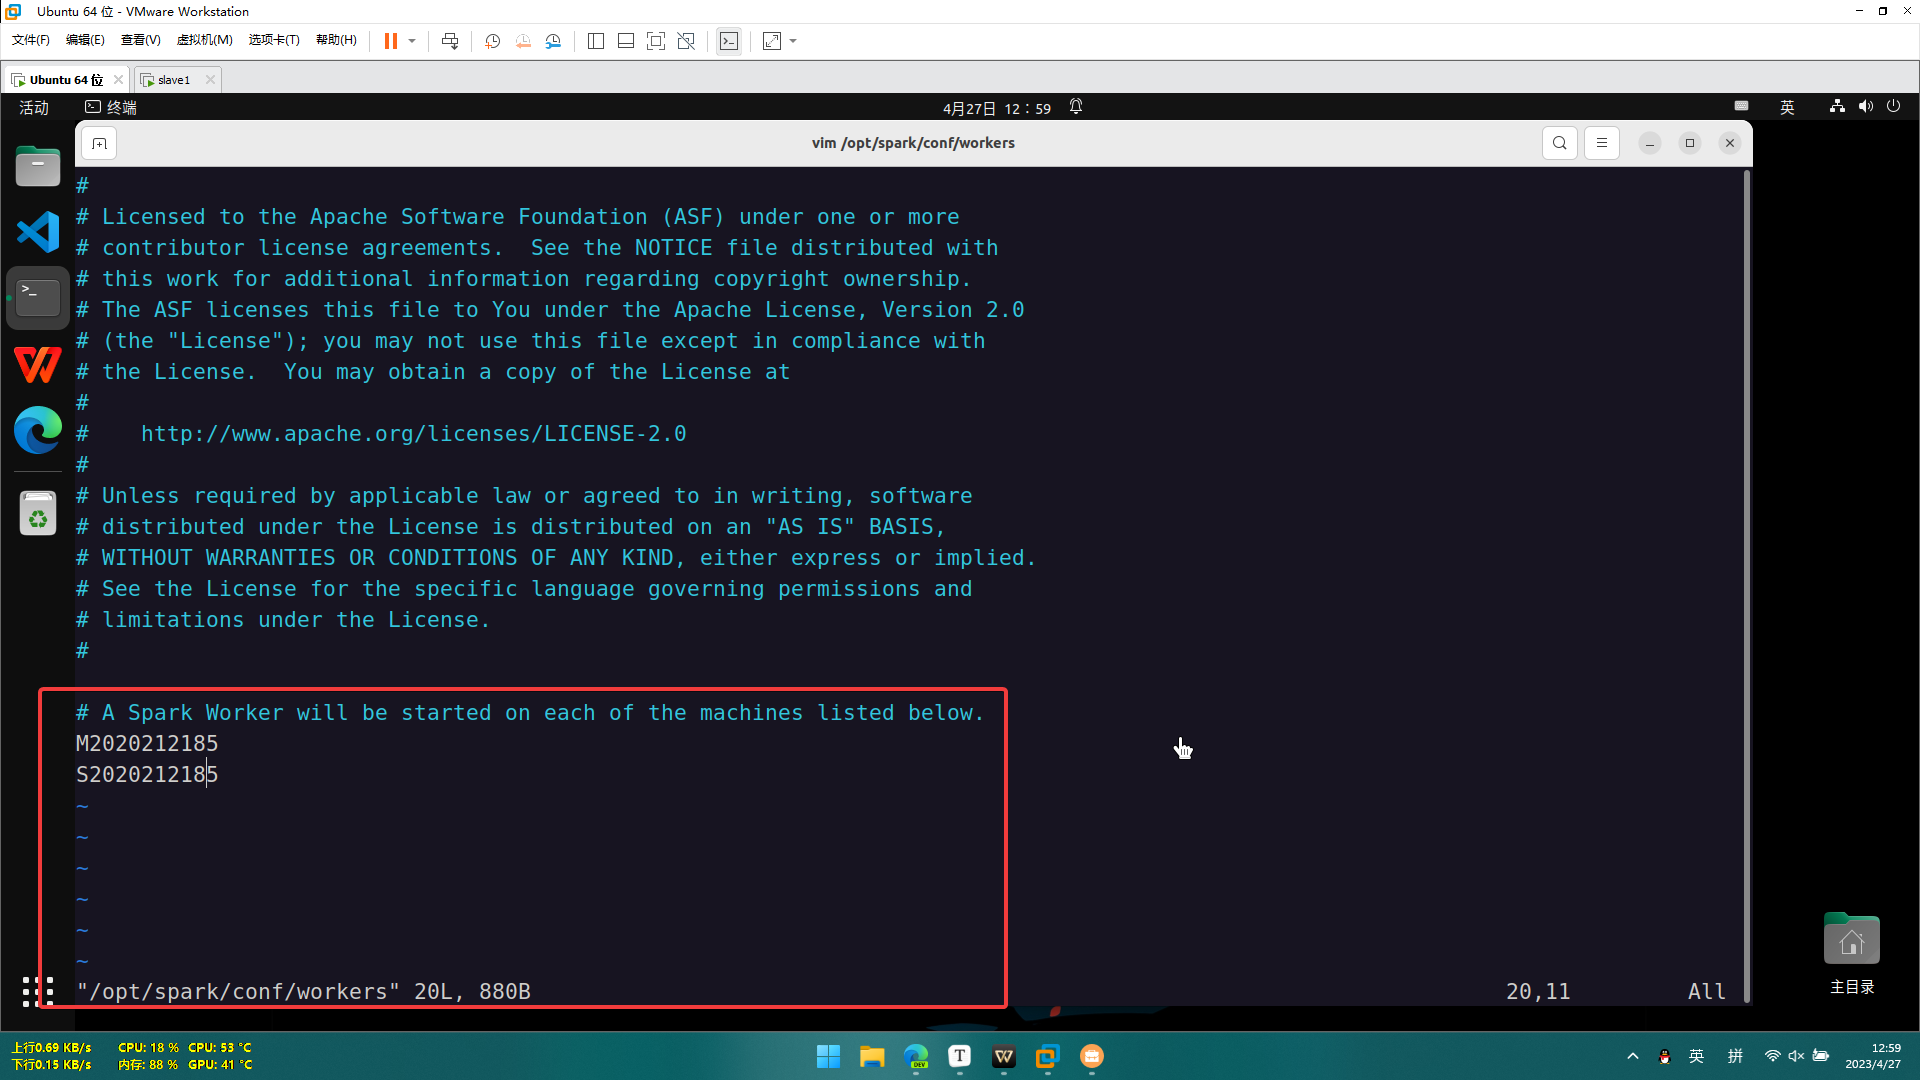 Ubuntu 64 位 - VMware Workstation
文件(F) 编辑(E) 查看(V) 虚拟机(M) 选项卡(T) 帮助(H)
Ubuntu 64 位
slave1
活动 终端 4月27日 12：59 英
vim /opt/spark/conf/workers
#
# Licensed to the Apache Software Foundation (ASF) under one or more
# contributor license agreements.  See the NOTICE file distributed with
# this work for additional information regarding copyright ownership.
# The ASF licenses this file to You under the Apache License, Version 2.0
# (the "License"); you may not use this file except in compliance with
# the License.  You may obtain a copy of the License at
#
#    http://www.apache.org/licenses/LICENSE-2.0
#
# Unless required by applicable law or agreed to in writing, software
# distributed under the License is distributed on an "AS IS" BASIS,
# WITHOUT WARRANTIES OR CONDITIONS OF ANY KIND, either express or implied.
# See the License for the specific language governing permissions and
# limitations under the License.
#
# A Spark Worker will be started on each of the machines listed below.
M2020212185
S2020212185
~
~
~
~
~
~
"/opt/spark/conf/workers" 20L, 880B 20,11 All
主目录
上行0.69 KB/s CPU: 18 % CPU: 53 °C
下行0.15 KB/s 内存: 88 % GPU: 41 °C
DEV
T
英 拼
12:59
2023/4/27